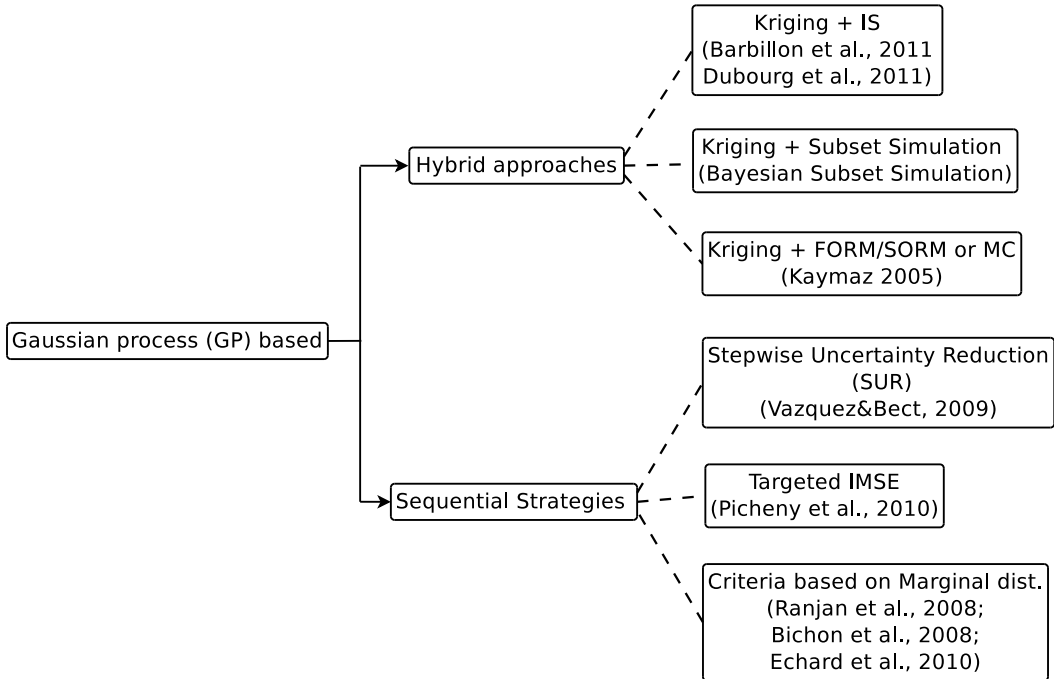 Kriging + IS
(Barbillon et al., 2011
Dubourg et al., 2011)
Hybrid approaches
Kriging + Subset Simulation
(Bayesian Subset Simulation)
Kriging + FORM/SORM or MC
(Kaymaz 2005)
Gaussian process (GP) based
Stepwise Uncertainty Reduction
(SUR)
(Vazquez&Bect, 2009)
Sequential Strategies
Targeted IMSE
(Picheny et al., 2010)
Criteria based on Marginal dist.
(Ranjan et al., 2008;
Bichon et al., 2008;
Echard et al., 2010)